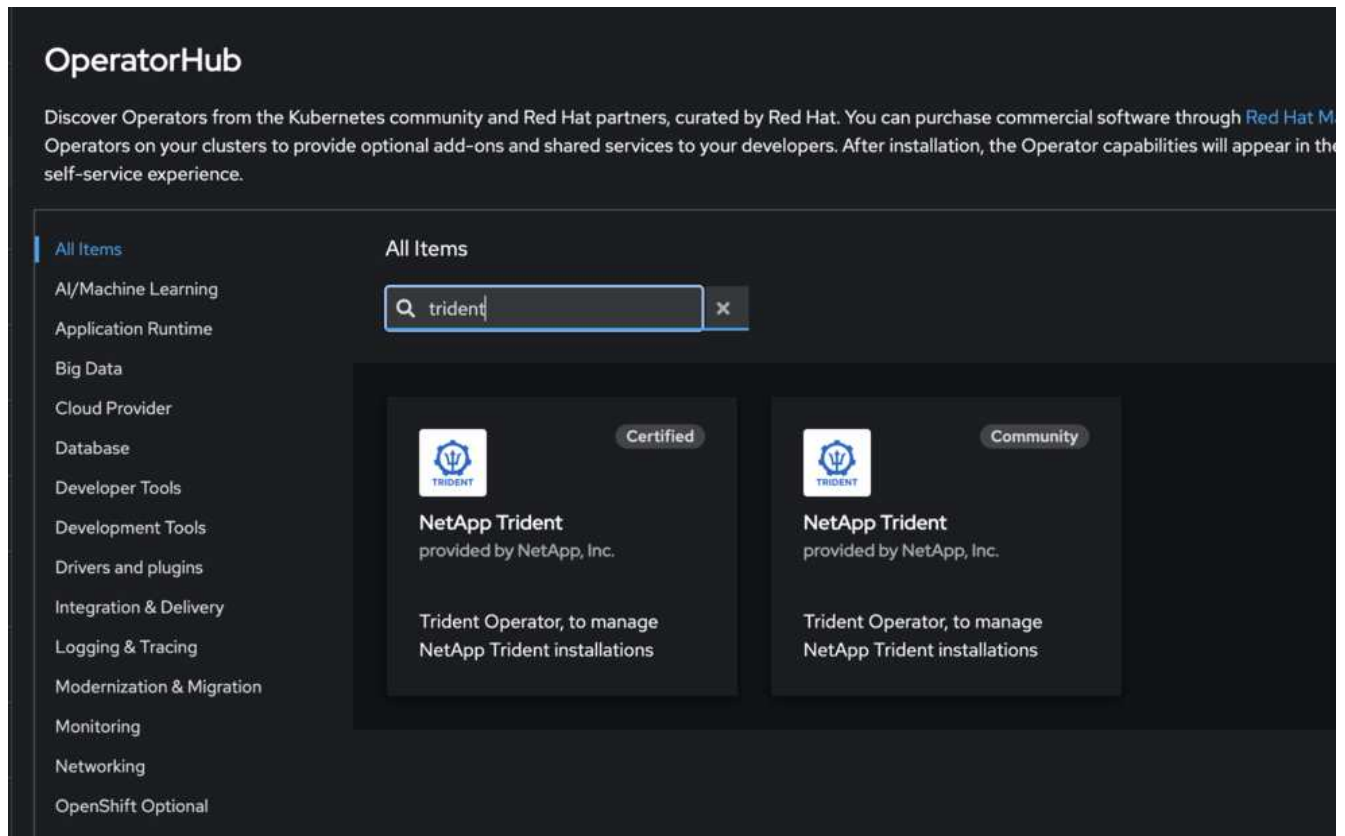 OperatorHub
Discover Operators from the Kubernetes community and Red Hat partners, curated by Red Hat. You can purchase commercial software through Red Hat M
Operators on your clusters to provide optional add-ons and shared services to your developers. After installation, the Operator capabilities will appear in the
self-service experience.
All Items
AI/Machine Learning
Application Runtime
Big Data
Cloud Provider
Database
Developer Tools
Development Tools
Drivers and plugins
Integration & Delivery
Logging & Tracing
Modernization & Migration
Monitoring
Networking
OpenShift Optional
All Items
trident
Certified
TRIDENT
NetApp Trident
provided by NetApp, Inc.
Trident Operator, to manage
NetApp Trident installations
Community
TRIDENT
NetApp Trident
provided by NetApp, Inc.
Trident Operator, to manage
NetApp Trident installations